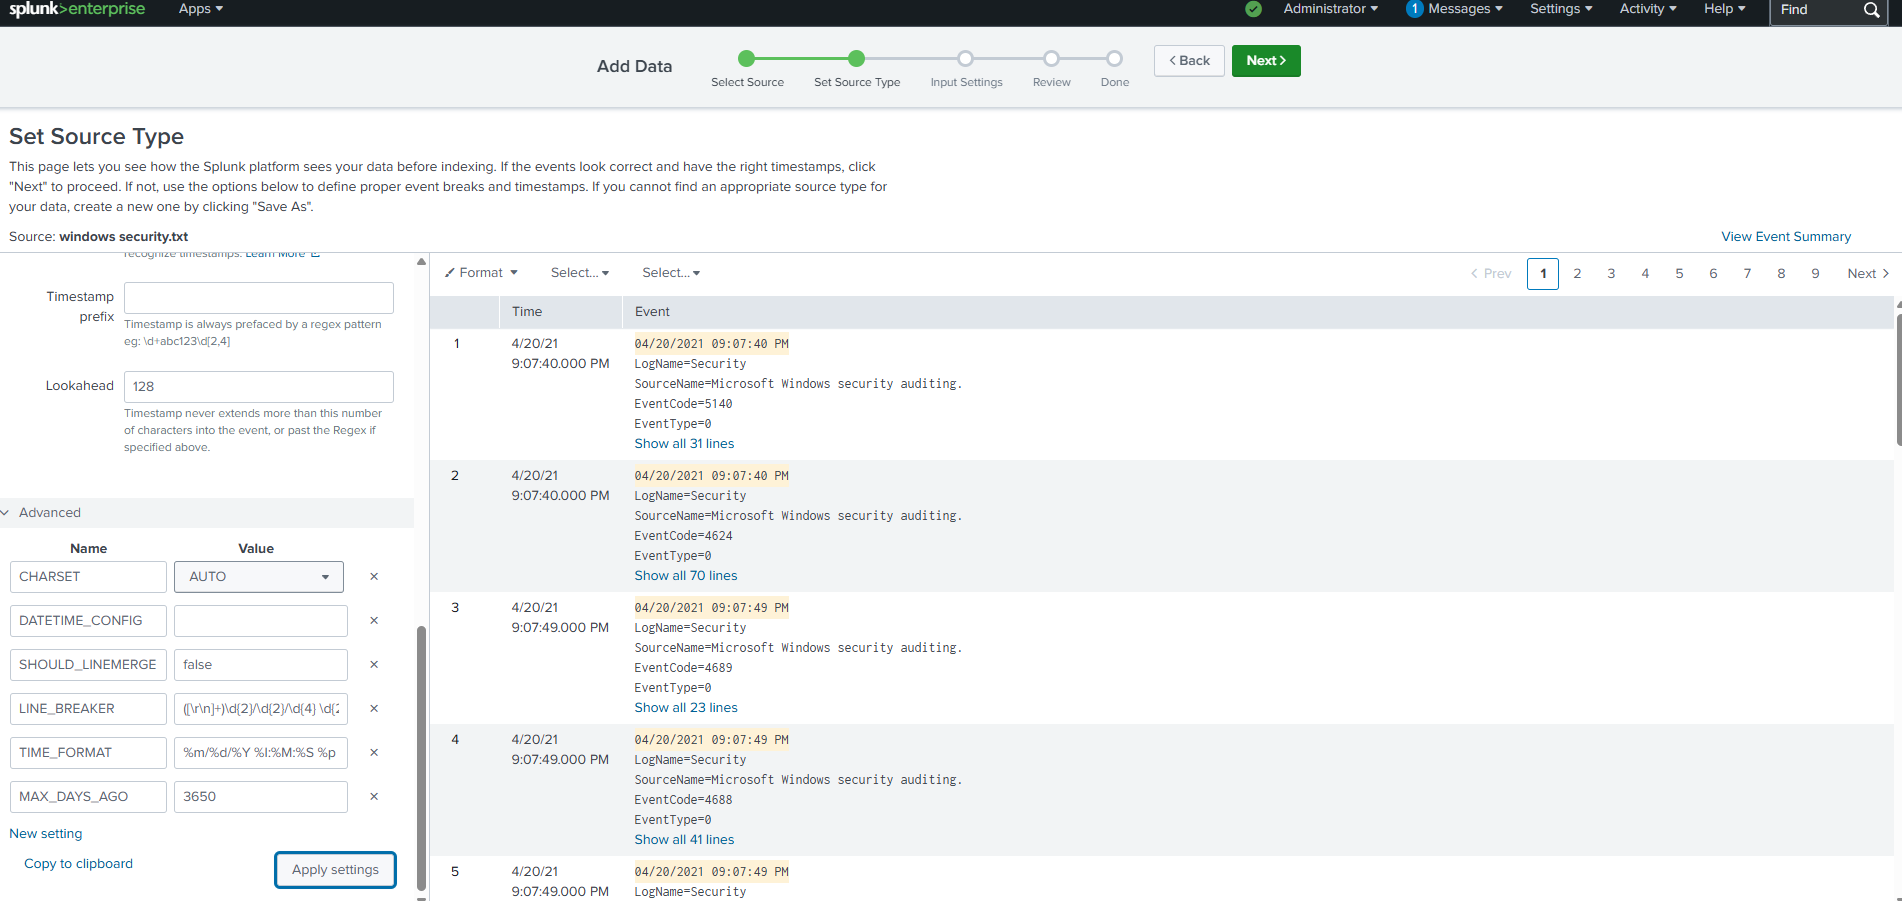 splunk>enterprise Apps Administrator 1 Messages Settings Activity Help Find
Add Data
Select Source
Set Source Type
Input Settings
Review
Done
< Back
Next >
Set Source Type
This page lets you see how the Splunk platform sees your data before indexing. If the events look correct and have the right timestamps, click
"Next" to proceed. If not, use the options below to define proper event breaks and timestamps. If you cannot find an appropriate source type for
your data, create a new one by clicking "Save As".
Source: windows security.txt
View Event Summary
recognize timestamps. Learn More
Timestamp
prefix
Timestamp is always prefaced by a regex pattern
eg: \d+abc123\d[2,4]
Lookahead
128
Timestamp never extends more than this number
of characters into the event, or past the Regex if
specified above.
Advanced
Name Value
CHARSET AUTO
DATETIME_CONFIG
SHOULD_LINEMERGE false
LINE_BREAKER ([\r\n]+)\d{2}/\d{2}/\d{4} \d{2
TIME_FORMAT %m/%d/%Y %I:%M:%S %p
MAX_DAYS_AGO 3650
New setting
Copy to clipboard
Apply settings
Format Select... Select...
< Prev 1 2 3 4 5 6 7 8 9 Next >
Time Event
1 4/20/21 04/20/2021 09:07:40 PM
9:07:40.000 PM LogName=Security
SourceName=Microsoft Windows security auditing.
EventCode=5140
EventType=0
Show all 31 lines
2 4/20/21 04/20/2021 09:07:40 PM
9:07:40.000 PM LogName=Security
SourceName=Microsoft Windows security auditing.
EventCode=4624
EventType=0
Show all 70 lines
3 4/20/21 04/20/2021 09:07:49 PM
9:07:49.000 PM LogName=Security
SourceName=Microsoft Windows security auditing.
EventCode=4689
EventType=0
Show all 23 lines
4 4/20/21 04/20/2021 09:07:49 PM
9:07:49.000 PM LogName=Security
SourceName=Microsoft Windows security auditing.
EventCode=4688
EventType=0
Show all 41 lines
5 4/20/21 04/20/2021 09:07:49 PM
9:07:49.000 PM LogName=Security